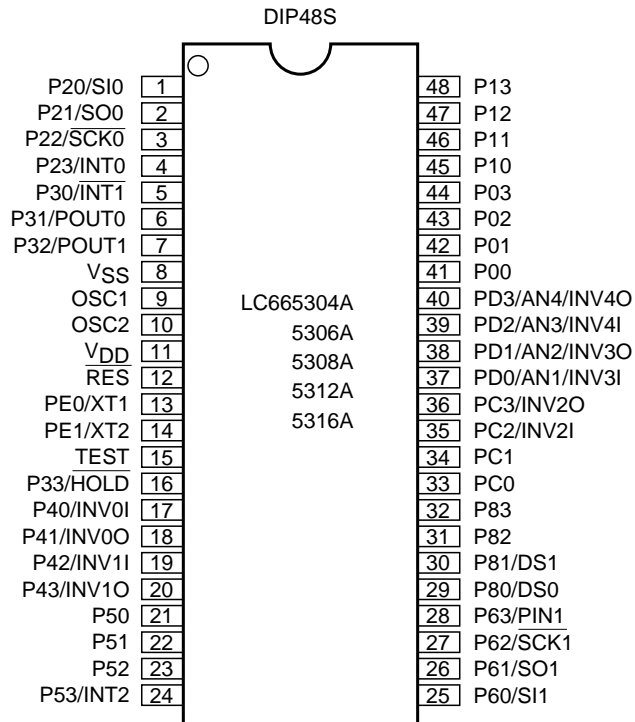 DIP48S
P20/SI0 1 48 P13
P21/SO0 2 47 P12
P22/SCK0 3 46 P11
P23/INT0 4 45 P10
P30/INT1 5 44 P03
P31/POUT0 6 43 P02
P32/POUT1 7 42 P01
VSS 8 41 P00
OSC1 9 LC665304A 40 PD3/AN4/INV4O
OSC2 10 5306A 39 PD2/AN3/INV4I
VDD 11 5308A 38 PD1/AN2/INV3O
RES 12 5312A 37 PD0/AN1/INV3I
PE0/XT1 13 5316A 36 PC3/INV2O
PE1/XT2 14 35 PC2/INV2I
TEST 15 34 PC1
P33/HOLD 16 33 PC0
P40/INV0I 17 32 P83
P41/INV0O 18 31 P82
P42/INV1I 19 30 P81/DS1
P43/INV1O 20 29 P80/DS0
P50 21 28 P63/PIN1
P51 22 27 P62/SCK1
P52 23 26 P61/SO1
P53/INT2 24 25 P60/SI1